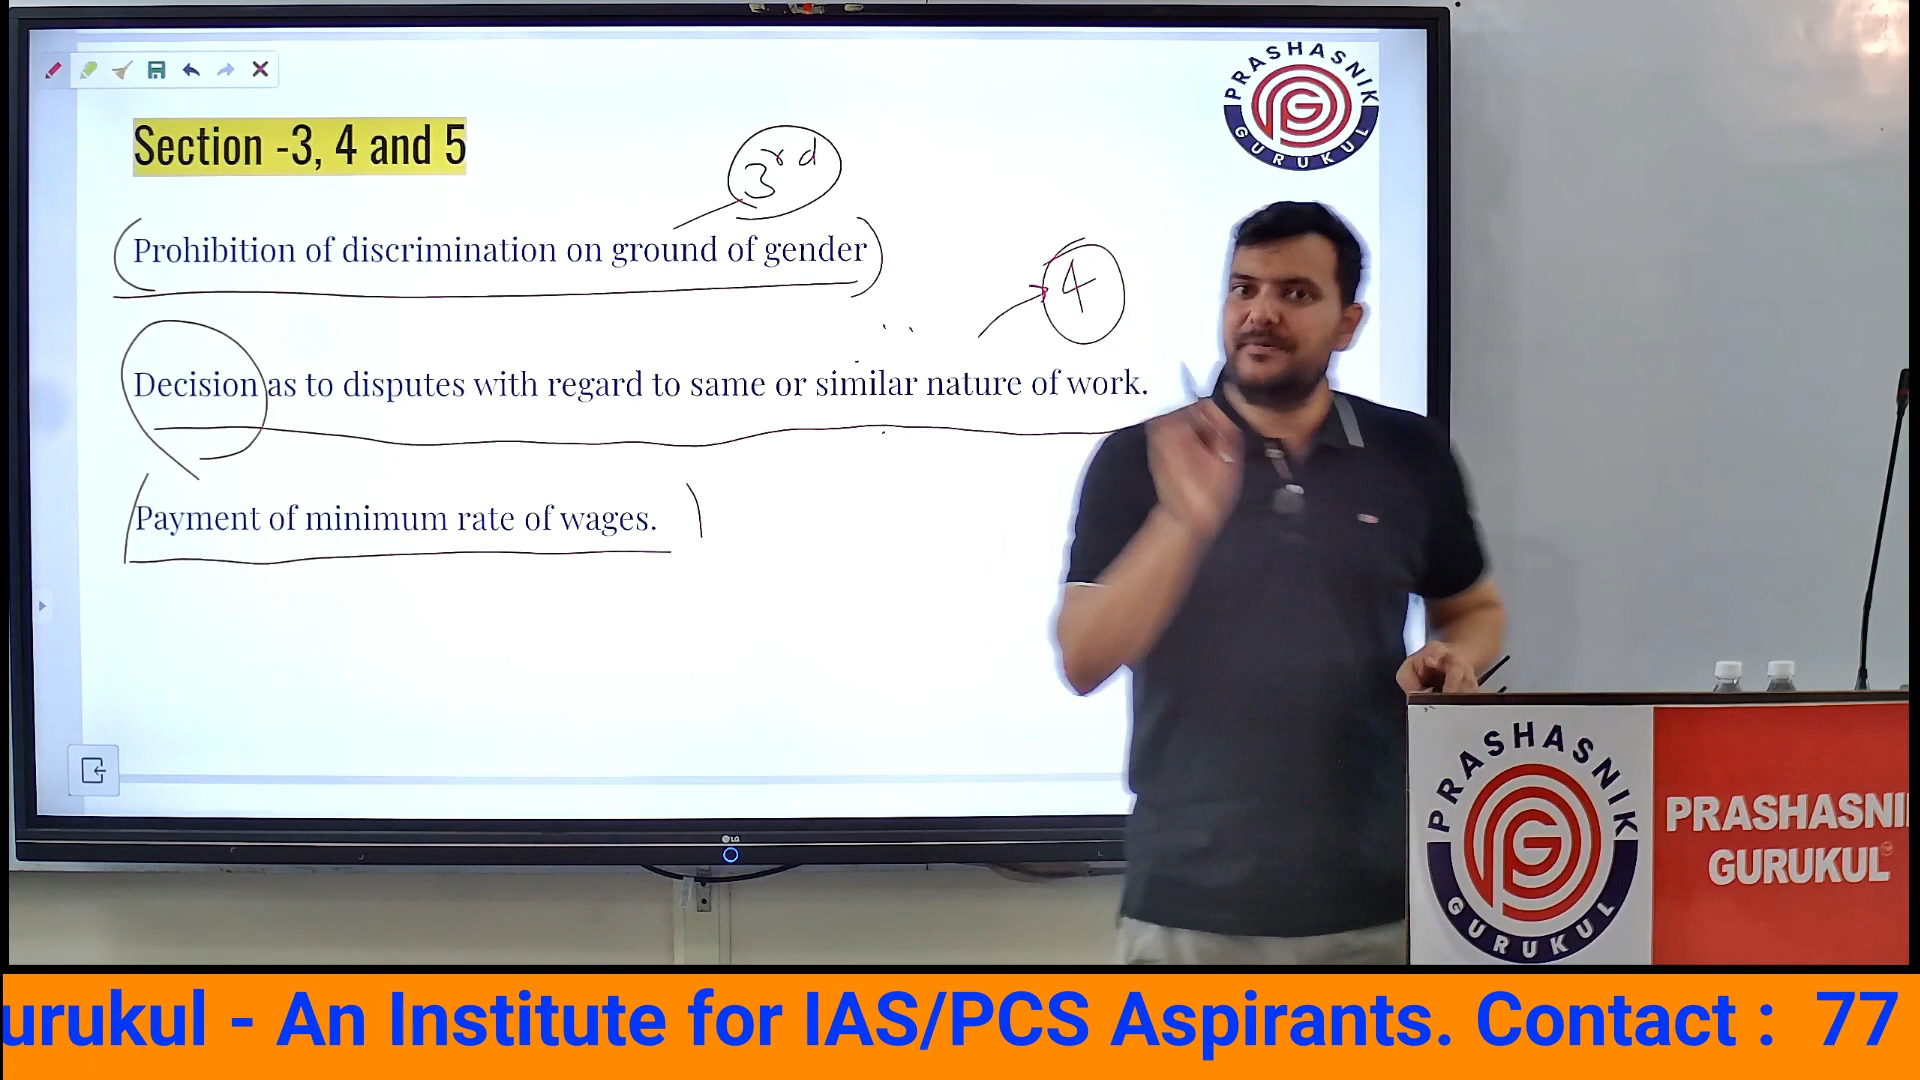 PRASHASNIK
GURUKUL
Section -3, 4 and 5
3rd
Prohibition of discrimination on ground of gender
4
Decision as to disputes with regard to same or similar nature of work.
Payment of minimum rate of wages.
LG
PRASHASNIK
GURUKUL
PRASHASNI
GURUKUL
urukul - An Institute for IAS/PCS Aspirants. Contact : 77